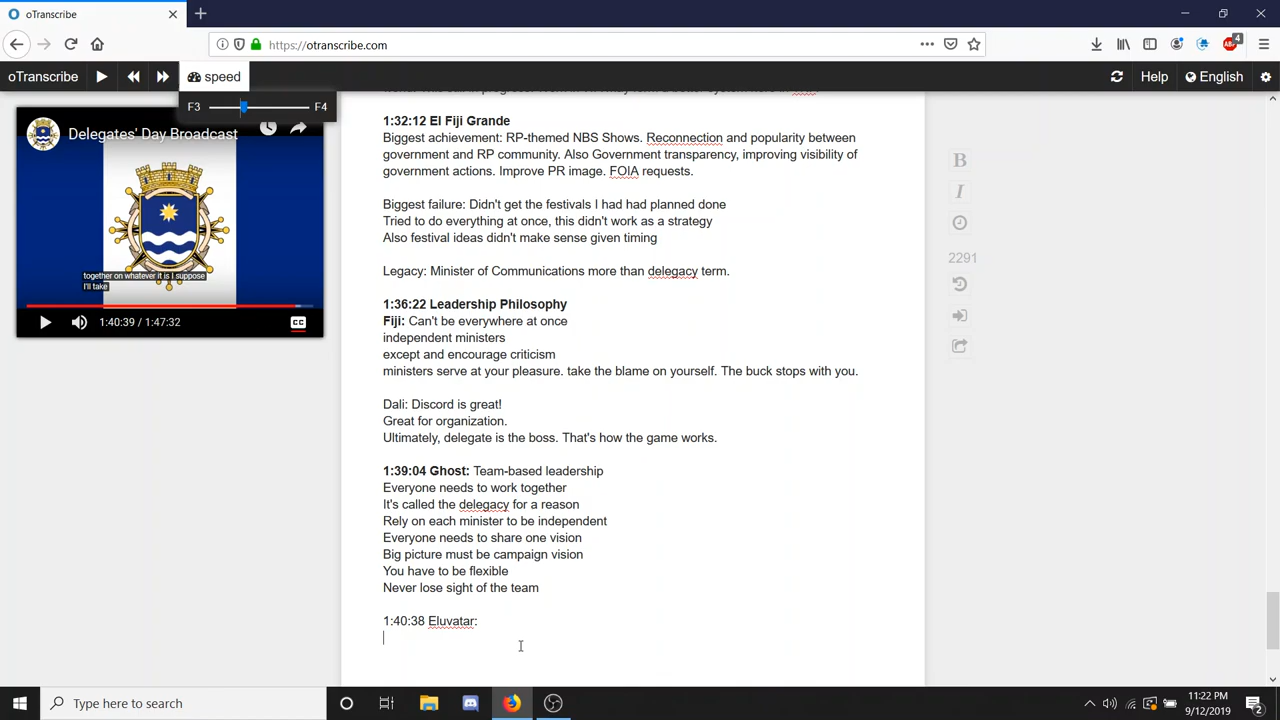 oTranscribe
https://otranscribe.com
4
oTranscribe
speed
Help
English
F3
F4
Delegates' Day Broadcast
together on whatever it is I suppose
I'll take
1:40:39 / 1:47:32
CC
1:32:12 El Fiji Grande
Biggest achievement: RP-themed NBS Shows. Reconnection and popularity between
government and RP community. Also Government transparency, improving visibility of
government actions. Improve PR image. FOIA requests.
Biggest failure: Didn't get the festivals I had had planned done
Tried to do everything at once, this didn't work as a strategy
Also festival ideas didn't make sense given timing
Legacy: Minister of Communications more than delegacy term.
1:36:22 Leadership Philosophy
Fiji: Can't be everywhere at once
independent ministers
except and encourage criticism
ministers serve at your pleasure. take the blame on yourself. The buck stops with you.
Dali: Discord is great!
Great for organization.
Ultimately, delegate is the boss. That's how the game works.
1:39:04 Ghost: Team-based leadership
Everyone needs to work together
It's called the delegacy for a reason
Rely on each minister to be independent
Everyone needs to share one vision
Big picture must be campaign vision
You have to be flexible
Never lose sight of the team
1:40:38 Eluvatar:
B
I
2291
Type here to search
11:22 PM
9/12/2019
2